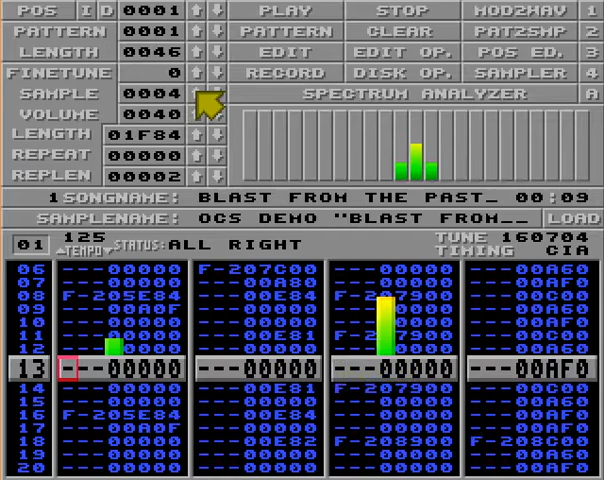 POS I D 0001 PLAY STOP MOD2WAV 1
PATTERN 0001 PATTERN CLEAR PAT2SMP 2
LENGTH 0046 EDIT EDIT OP. POS ED. 3
FINETUNE 0 RECORD DISK OP. SAMPLER 4
SAMPLE 0004 SPECTRUM ANALYZER A
VOLUME 0040
LENGTH 01F84
REPEAT 00000
REPLEN 00002
1 SONGNAME: BLAST FROM THE PAST_ 00:09
SAMPLENAME: OCS DEMO "BLAST FROM__ LOAD
01 125 TEMPO STATUS: ALL RIGHT TUNE 160704
TIMING CIA
06 ---00000 F-207C00 ---00000 ---00A60
07 ---00000 ---00A80 ---00000 ---00AF0
08 F-205E84 ---00E84 F-207900 ---00A60
09 ---00A0F ---00000 ---00000 ---00AF0
10 ---00000 ---00000 ---00000 ---00AF0
11 ---00000 ---00E81 F-207900 ---00A60
12 ---00000 ---00000 ---00000 ---00A60
13 ---00000 ---00000 ---00000 ---00AF0
14 ---00000 ---00E81 F-207900 ---00AF0
15 ---00000 ---00000 ---00000 ---00A60
16 F-205E84 ---00000 ---00000 ---00AF0
17 ---00A0F ---00000 ---00000 ---00AF0
18 ---00000 ---00E82 F-208900 F-208C00
19 ---00000 ---00000 ---00000 ---00A60
20 ---00000 ---00000 ---00000 ---00AF0